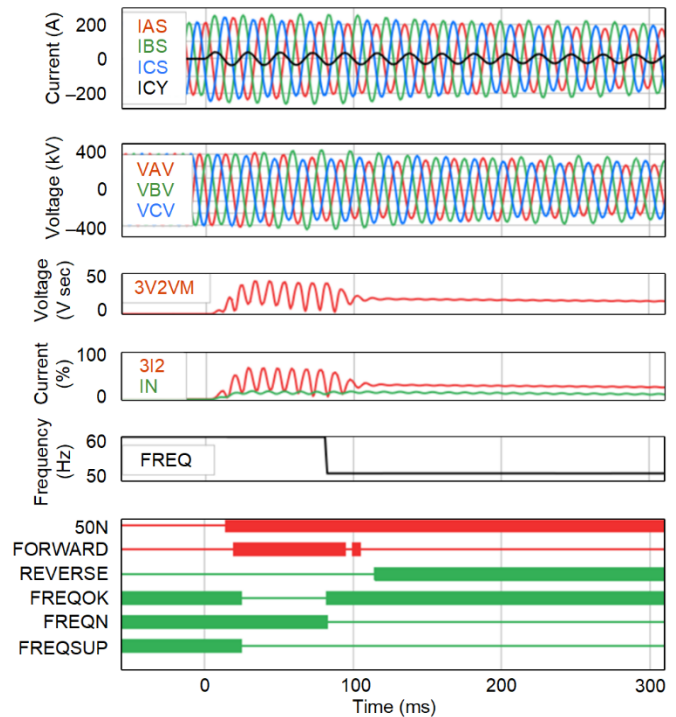 Current (A)
200
0
–200
IAS
IBS
ICS
ICY
Voltage (kV)
400
0
–400
VAV
VBV
VCV
Voltage
(V sec)
50
0
3V2VM
Current
(%)
100
0
3I2
IN
Frequency
(Hz)
60
50
FREQ
50N
FORWARD
REVERSE
FREQOK
FREQN
FREQSUP
0 100 200 300
Time (ms)